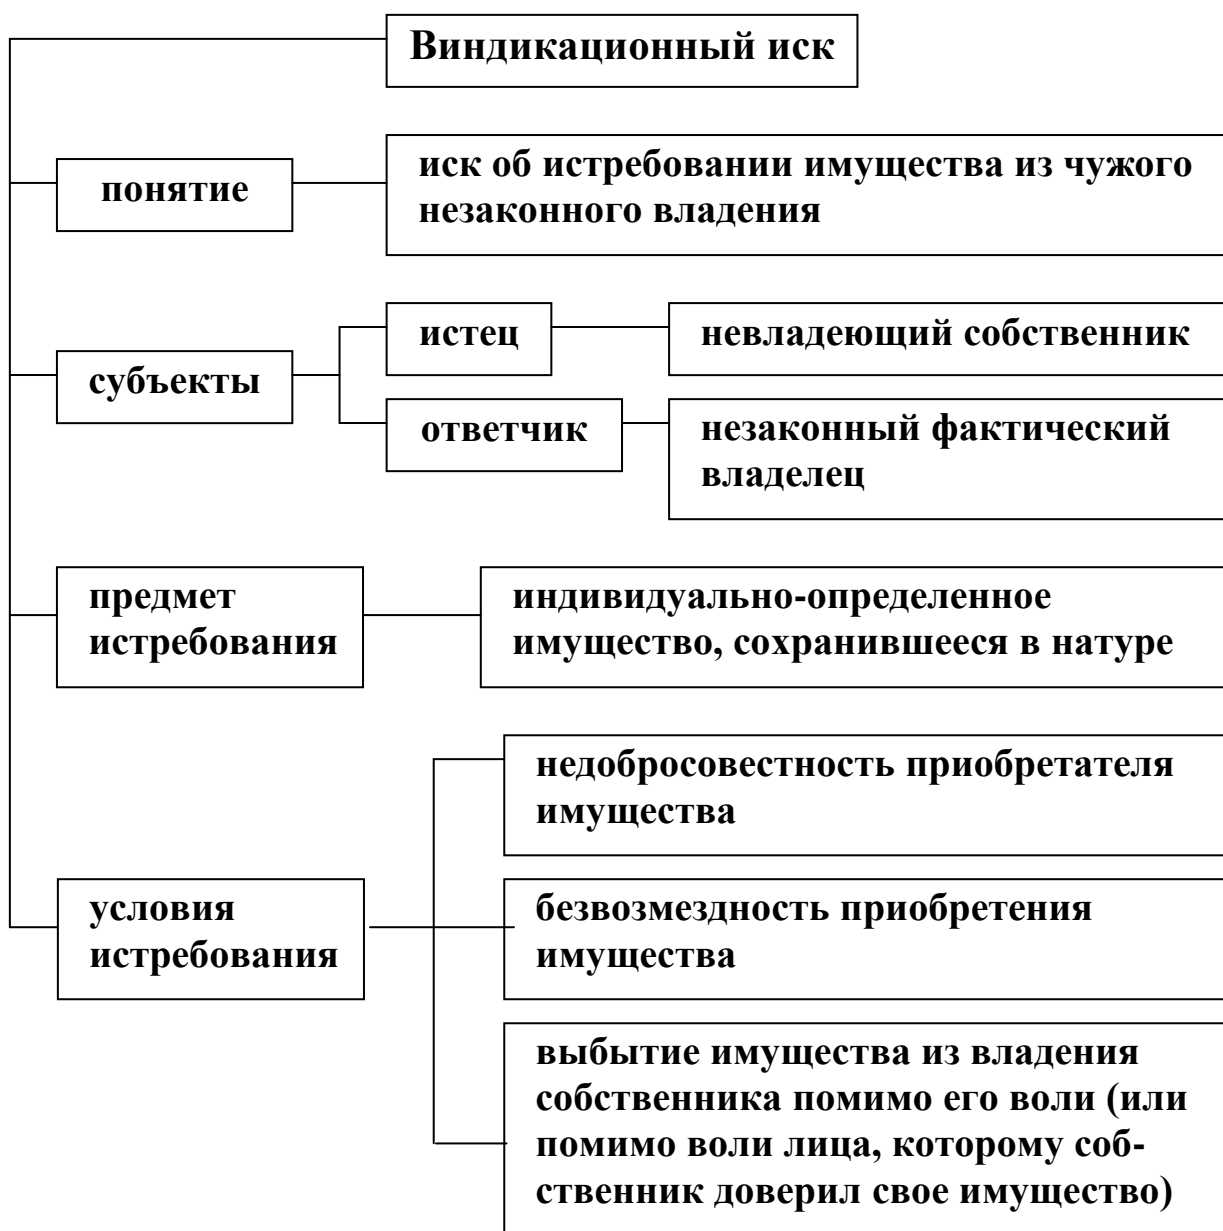 Виндикационный иск
понятие
иск об истребовании имущества из чужого
незаконного владения
субъекты
истец
невладеющий собственник
ответчик
незаконный фактический
владелец
предмет
истребования
индивидуально-определенное
имущество, сохранившееся в натуре
условия
истребования
недобросовестность приобретателя
имущества
безвозмездность приобретения
имущества
выбытие имущества из владения
собственника помимо его воли (или
помимо воли лица, которому соб-
ственник доверил свое имущество)